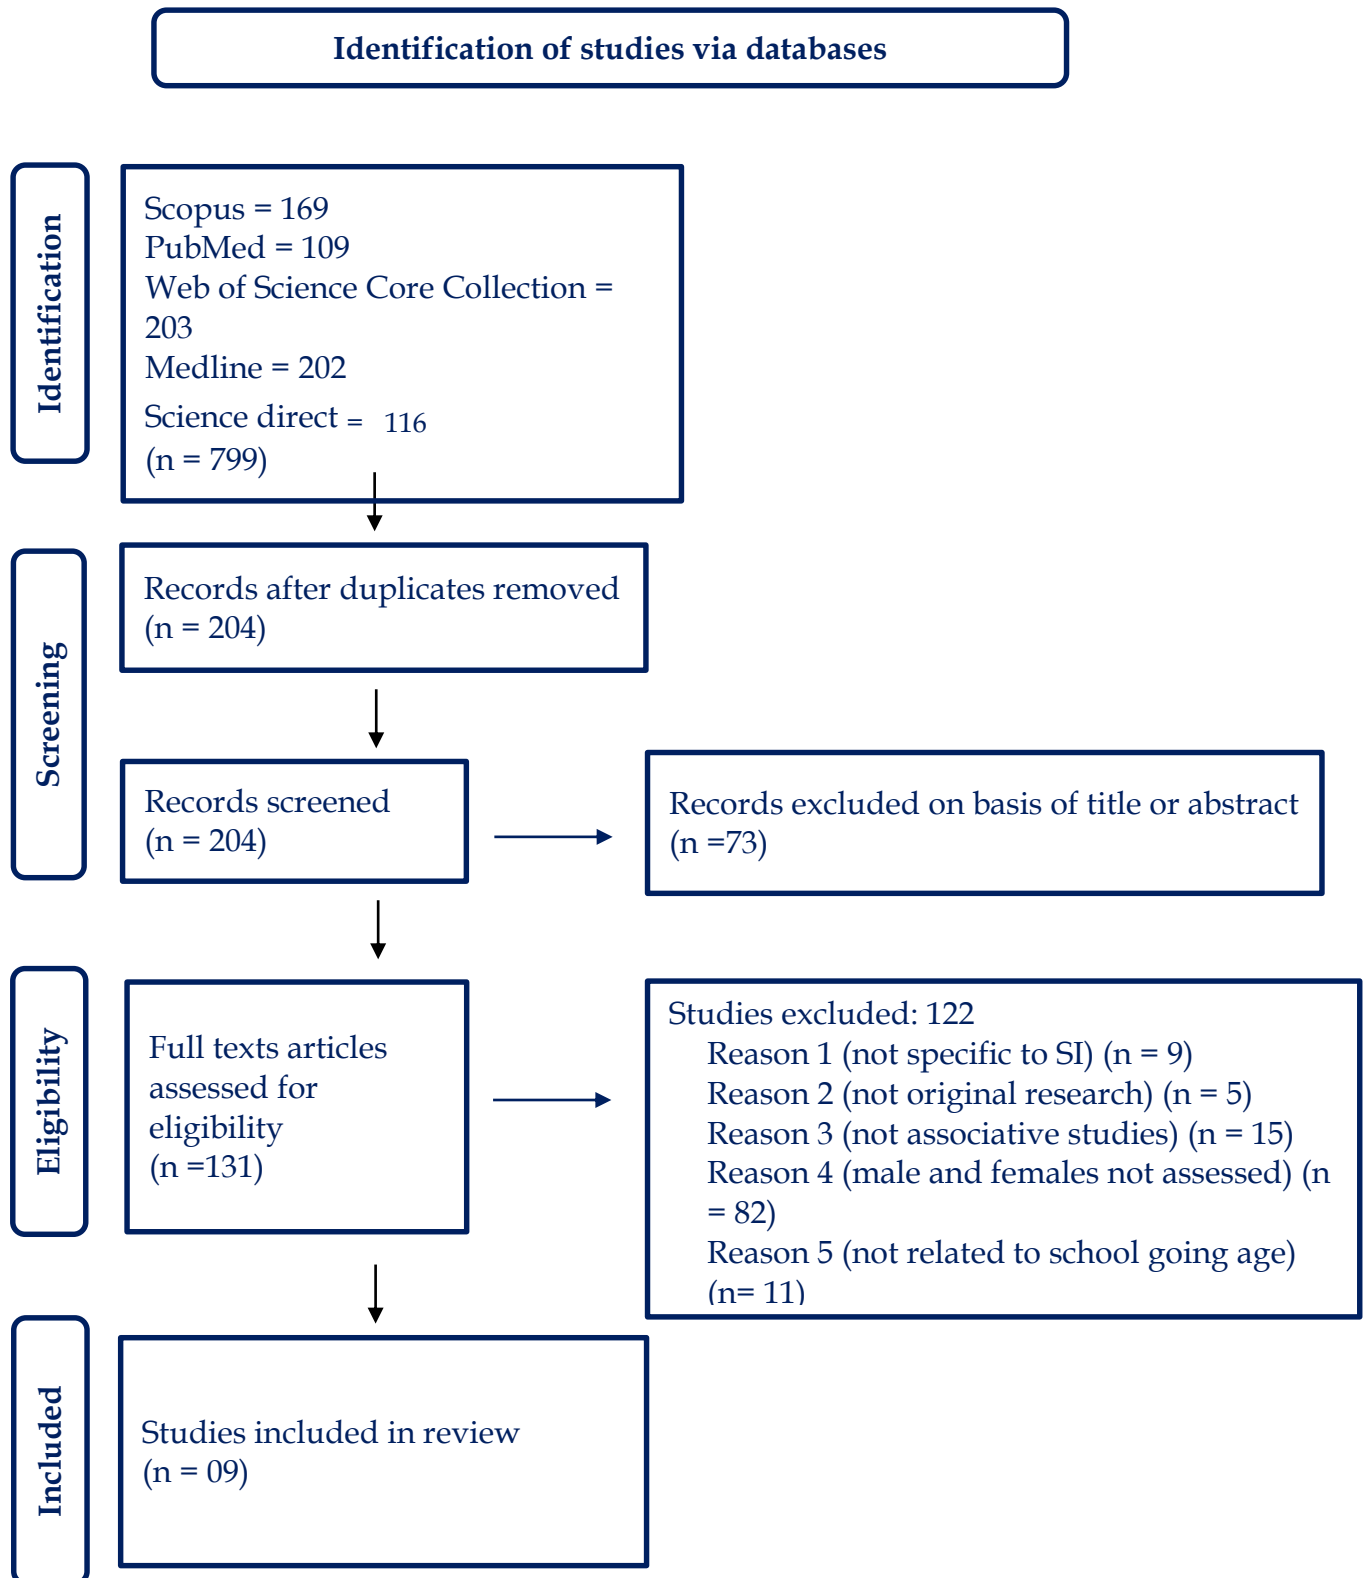 Identification of studies via databases
Identification
Scopus = 169
PubMed = 109
Web of Science Core Collection =
203
Medline = 202
Science direct = 116
(n = 799)
Screening
Records after duplicates removed
(n = 204)
Records screened
(n = 204)
Records excluded on basis of title or abstract
(n =73)
Eligibility
Full texts articles
assessed for
eligibility
(n =131)
Studies excluded: 122
Reason 1 (not specific to SI) (n = 9)
Reason 2 (not original research) (n = 5)
Reason 3 (not associative studies) (n = 15)
Reason 4 (male and females not assessed) (n
= 82)
Reason 5 (not related to school going age)
(n= 11)
Included
Studies included in review
(n = 09)